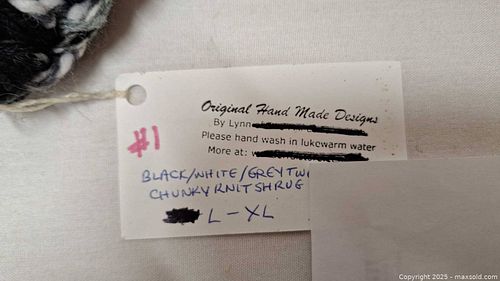 Original Hand Made Designs
By Lynn
Please hand wash in lukewarm water
More at:
#1
BLACK/WHITE/GREY
CHUNKY KNIT SHRUG
L-XL
Copyright 2025 - maxsold.com